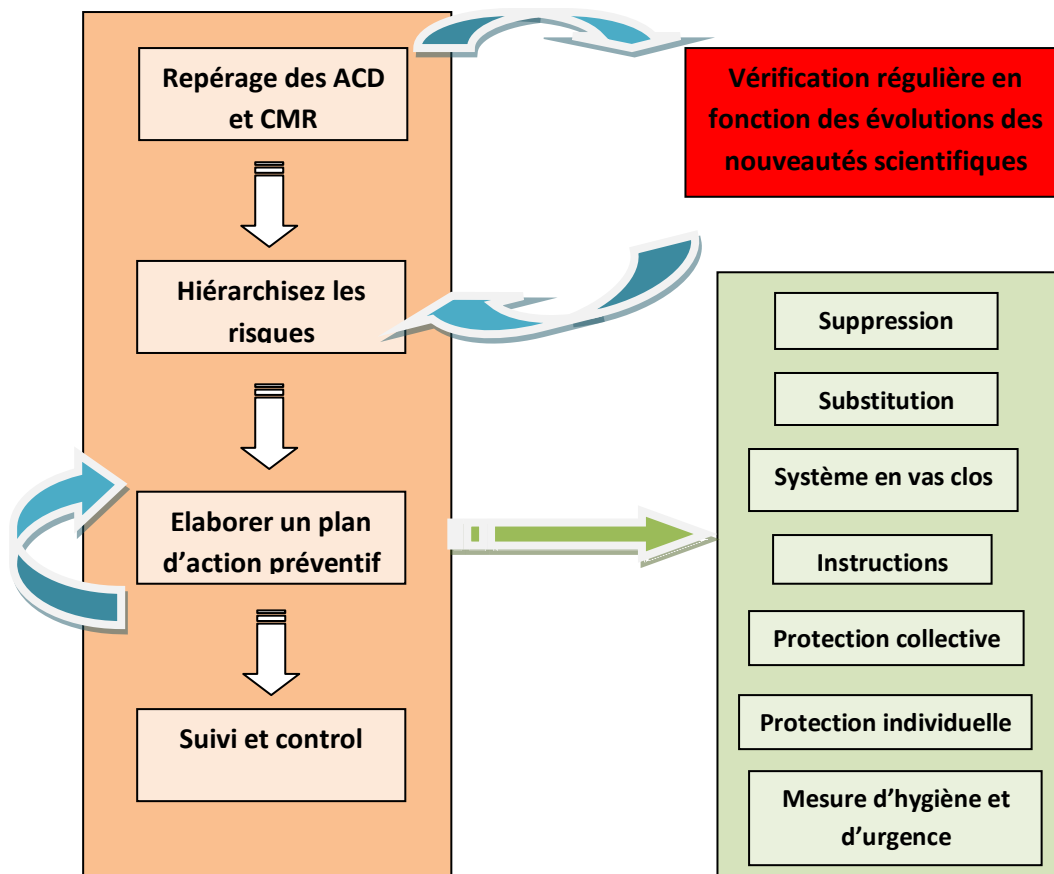 Repérage des ACD
et CMR
Vérification régulière en
fonction des évolutions des
nouveautés scientifiques
Hiérarchisez les
risques
Elaborer un plan
d'action préventif
Suivi et control
Suppression
Substitution
Système en vas clos
Instructions
Protection collective
Protection individuelle
Mesure d'hygiène et
d'urgence